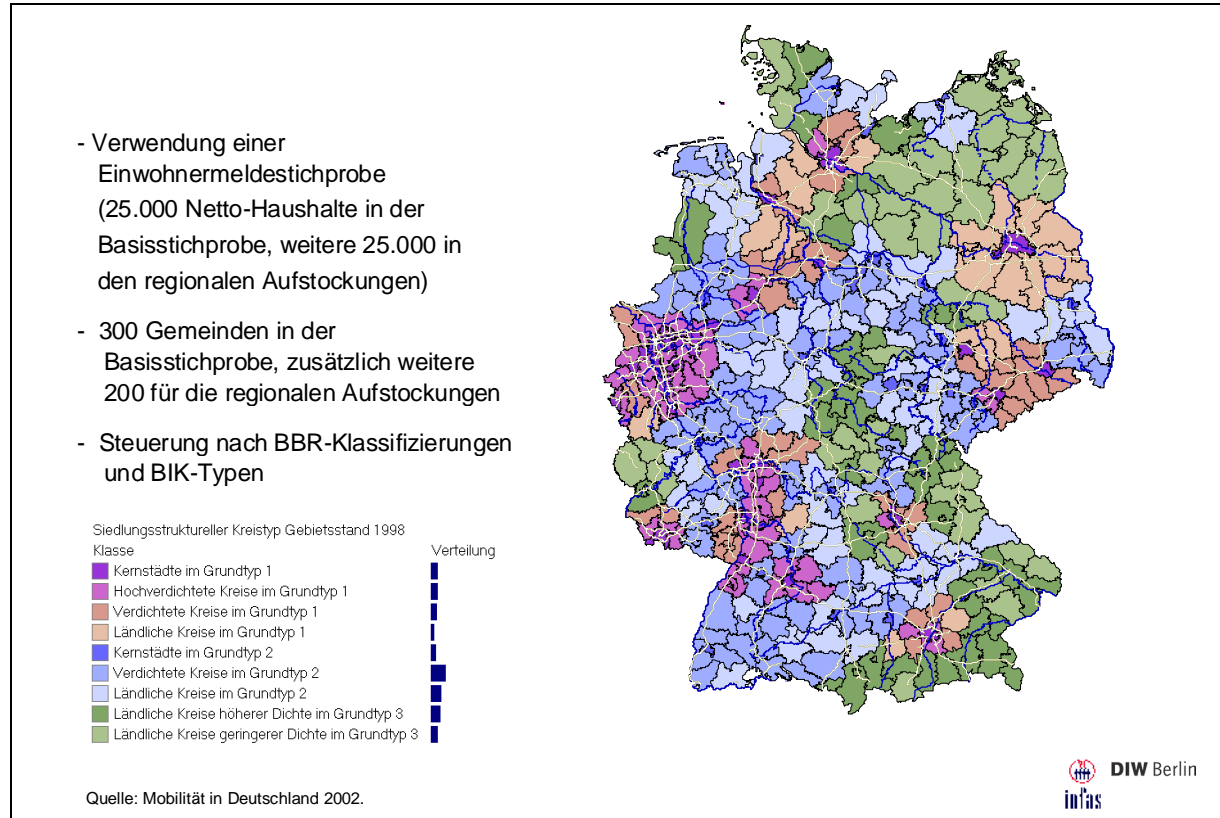 - Verwendung einer
Einwohnermeldestichprobe
(25.000 Netto-Haushalte in der
Basisstichprobe, weitere 25.000 in
den regionalen Aufstockungen)
- 300 Gemeinden in der
Basisstichprobe, zusätzlich weitere
200 für die regionalen Aufstockungen
- Steuerung nach BBR-Klassifizierungen
und BIK-Typen
Siedlungsstruktureller Kreistyp Gebietsstand 1998
Klasse Verteilung
Kernstädte im Grundtyp 1
Hochverdichtete Kreise im Grundtyp 1
Verdichtete Kreise im Grundtyp 1
Ländliche Kreise im Grundtyp 1
Kernstädte im Grundtyp 2
Verdichtete Kreise im Grundtyp 2
Ländliche Kreise im Grundtyp 2
Ländliche Kreise höherer Dichte im Grundtyp 3
Ländliche Kreise geringerer Dichte im Grundtyp 3
Quelle: Mobilität in Deutschland 2002.
DIW Berlin
infas